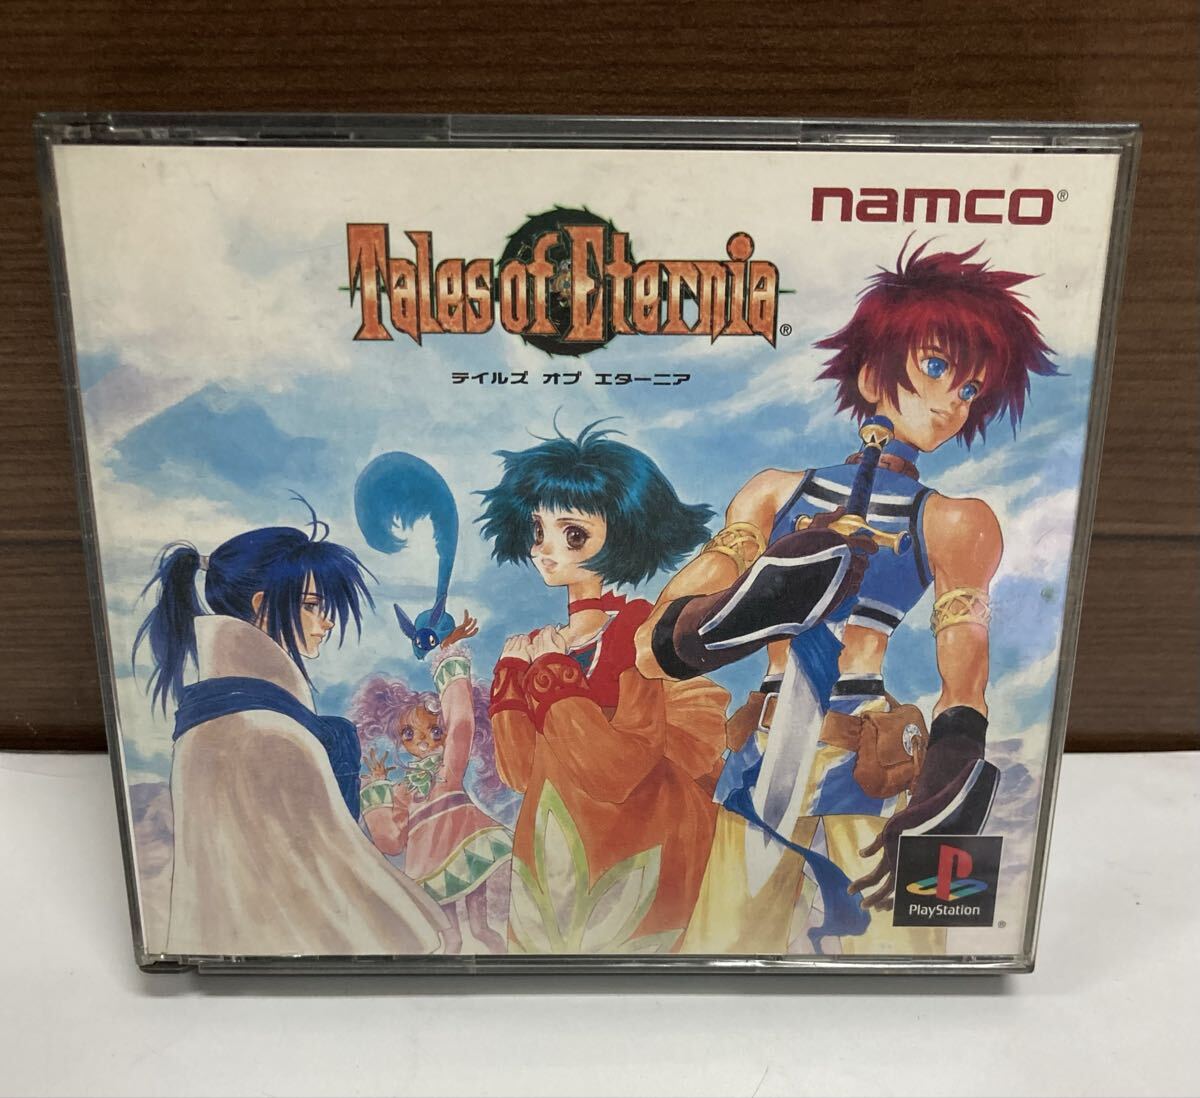 namco®
Tales of Eternia®
テイルズ オブ エターニア
PlayStation
®